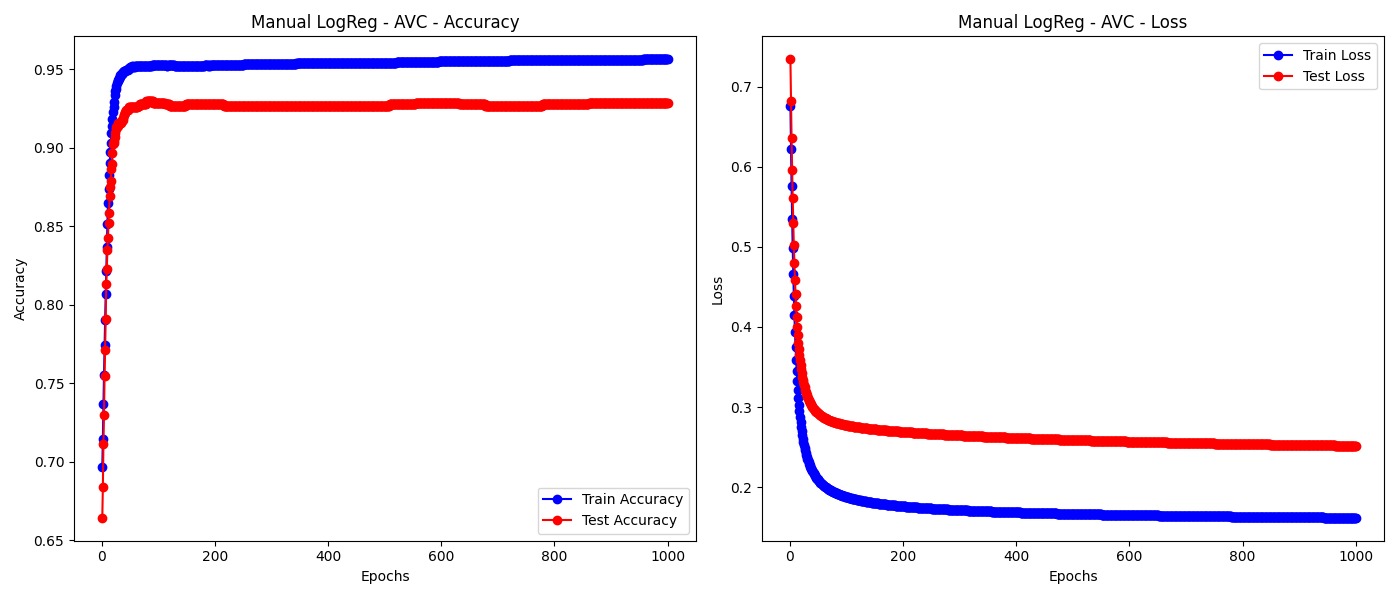 Manual LogReg - AVC - Accuracy
0.95
0.90
0.85
0.80
0.75
0.70
0.65
Accuracy
0
200
400
600
800
1000
Epochs
Train Accuracy
Test Accuracy
Manual LogReg - AVC - Loss
0.7
0.6
0.5
0.4
0.3
0.2
Loss
0
200
400
600
800
1000
Epochs
Train Loss
Test Loss